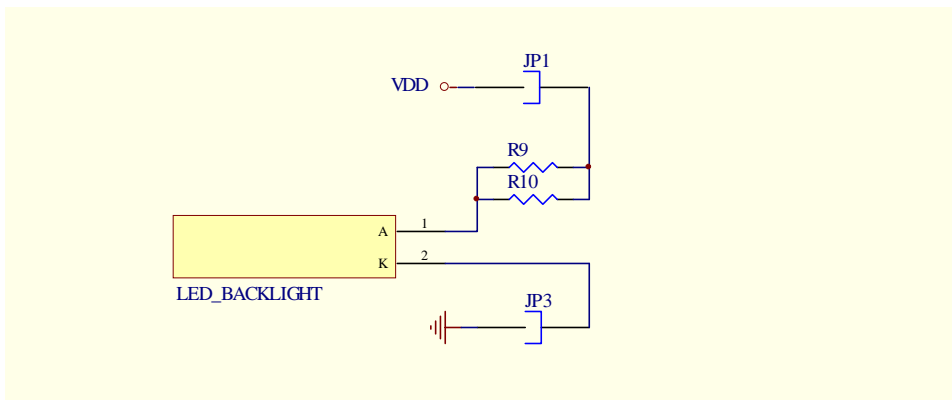 JP1
VDD
R9
R10
A 1
K 2
LED_BACKLIGHT
JP3